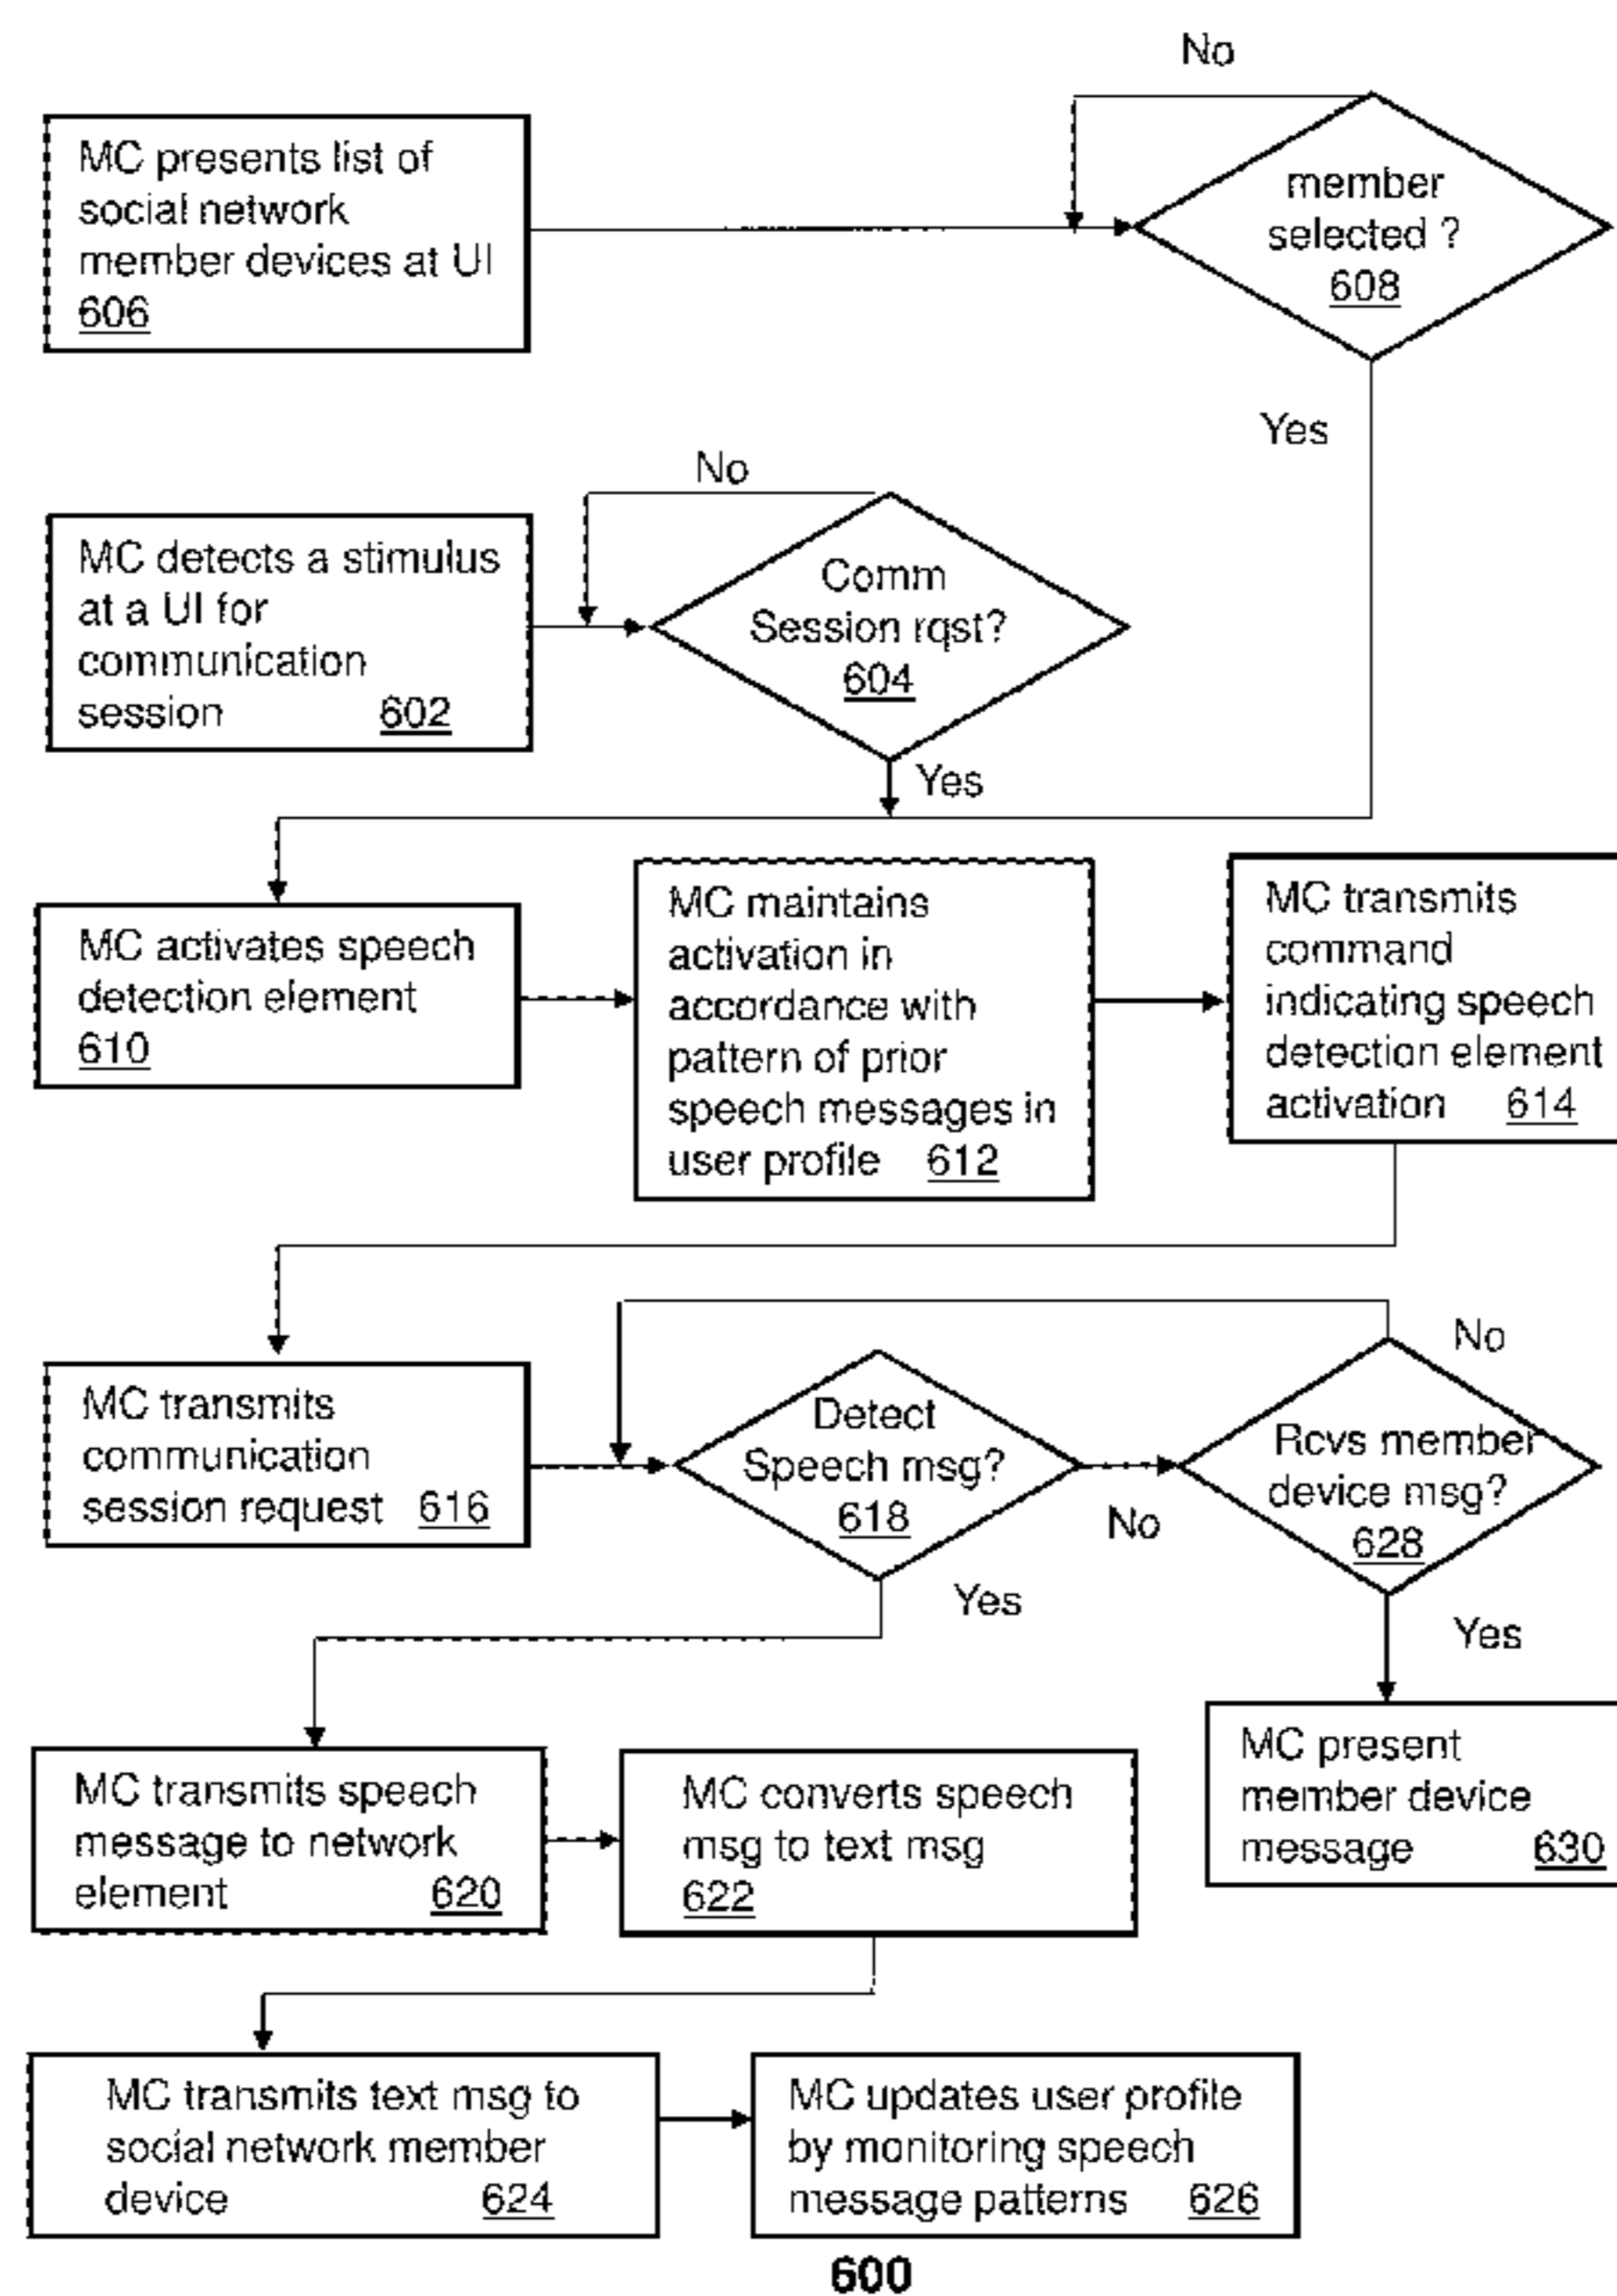 No
MC presents list of
social network
member devices at UI
606
member
selected ?
608
Yes
No
MC detects a stimulus
at a UI for
communication
session 602
Comm
Session rqst?
604
Yes
MC activates speech
detection element
610
MC maintains
activation in
accordance with
pattern of prior
speech messages in
user profile 612
MC transmits
command
indicating speech
detection element
activation 614
MC transmits
communication
session request 616
Detect
Speech msg?
618
No
Rcvs member
device msg?
628
No
Yes
Yes
MC transmits speech
message to network
element 620
MC converts speech
msg to text msg
622
MC present
member device
message 630
MC transmits text msg to
social network member
device 624
MC updates user profile
by monitoring speech
message patterns 626
600